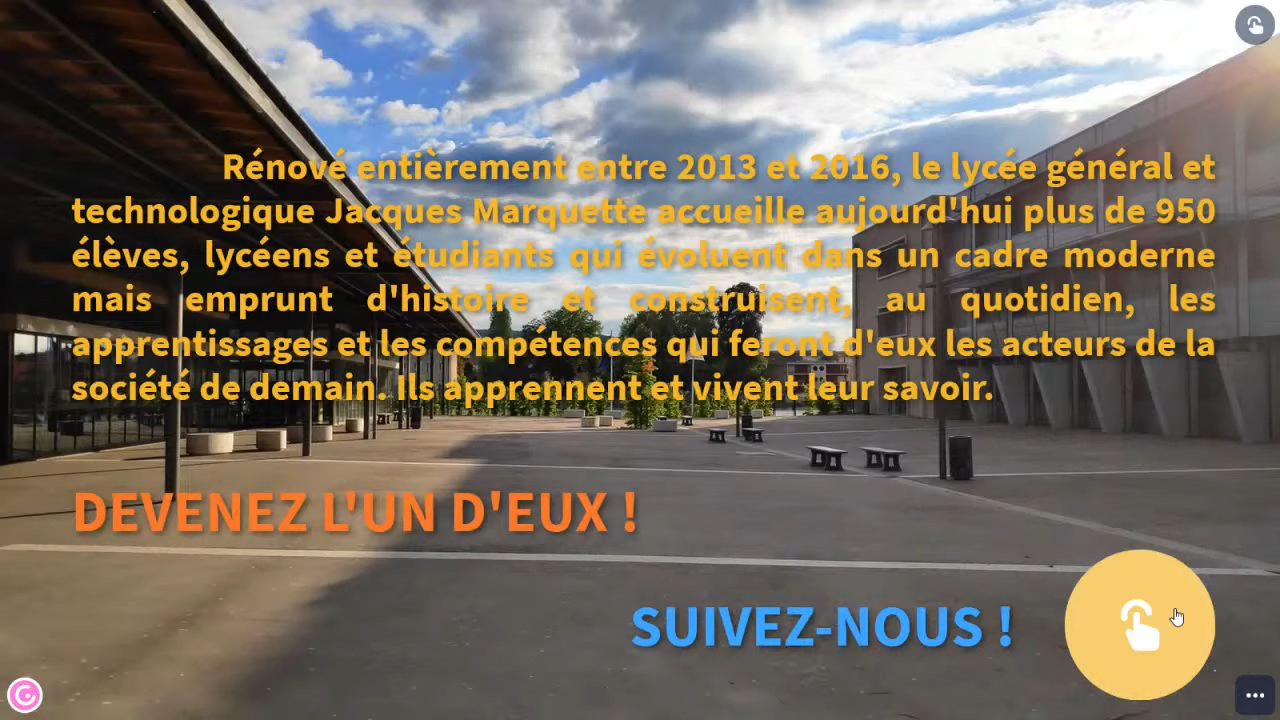 Rénové entièrement entre 2013 et 2016, le lycée général et
technologique Jacques Marquette accueille aujourd'hui plus de 950
élèves, lycéens et étudiants qui évoluent dans un cadre moderne
mais emprunt d'histoire et construisent, au quotidien, les
apprentissages et les compétences qui feront d'eux les acteurs de la
société de demain. Ils apprennent et vivent leur savoir.
DEVENEZ L'UN D'EUX !
SUIVEZ-NOUS !